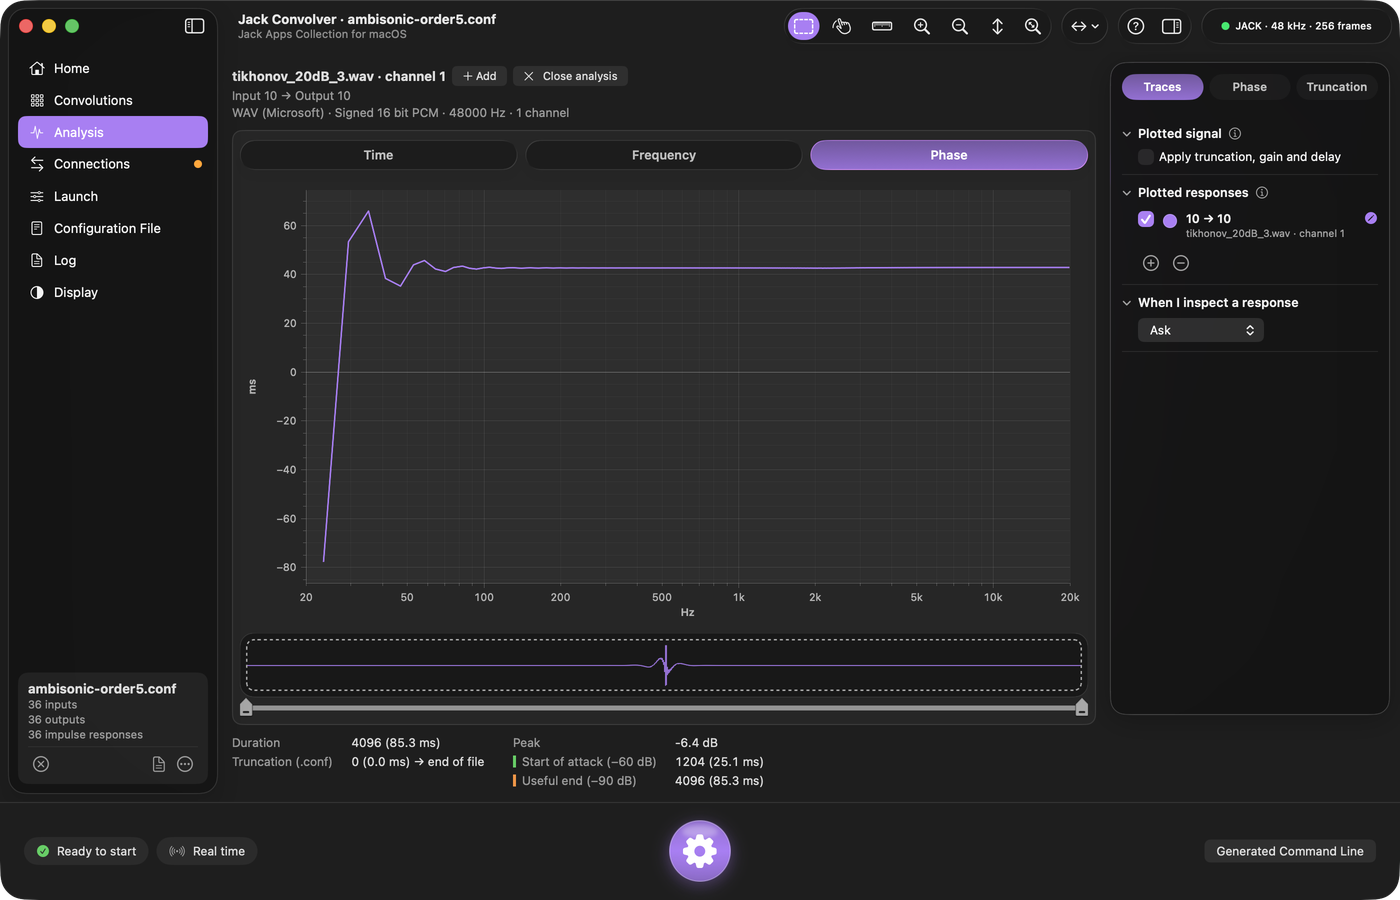 Jack Convolver · ambisonic-order5.conf
Jack Apps Collection for macOS
JACK · 48 kHz · 256 frames
Home
Convolutions
Analysis
Connections
Launch
Configuration File
Log
Display
ambisonic-order5.conf
36 inputs
36 outputs
36 impulse responses
tikhonov_20dB_3.wav · channel 1
+ Add
Close analysis
Input 10 → Output 10
WAV (Microsoft) · Signed 16 bit PCM · 48000 Hz · 1 channel
Time
Frequency
Phase
60
40
20
0
−20
−40
−60
−80
ms
20
50
100
200
500
1k
2k
5k
10k
20k
Hz
Duration
4096 (85.3 ms)
Truncation (.conf)
0 (0.0 ms) → end of file
Peak
-6.4 dB
Start of attack (−60 dB)
1204 (25.1 ms)
Useful end (−90 dB)
4096 (85.3 ms)
Traces
Phase
Truncation
Plotted signal
Apply truncation, gain and delay
Plotted responses
10 → 10
tikhonov_20dB_3.wav · channel 1
When I inspect a response
Ask
Ready to start
Real time
Generated Command Line